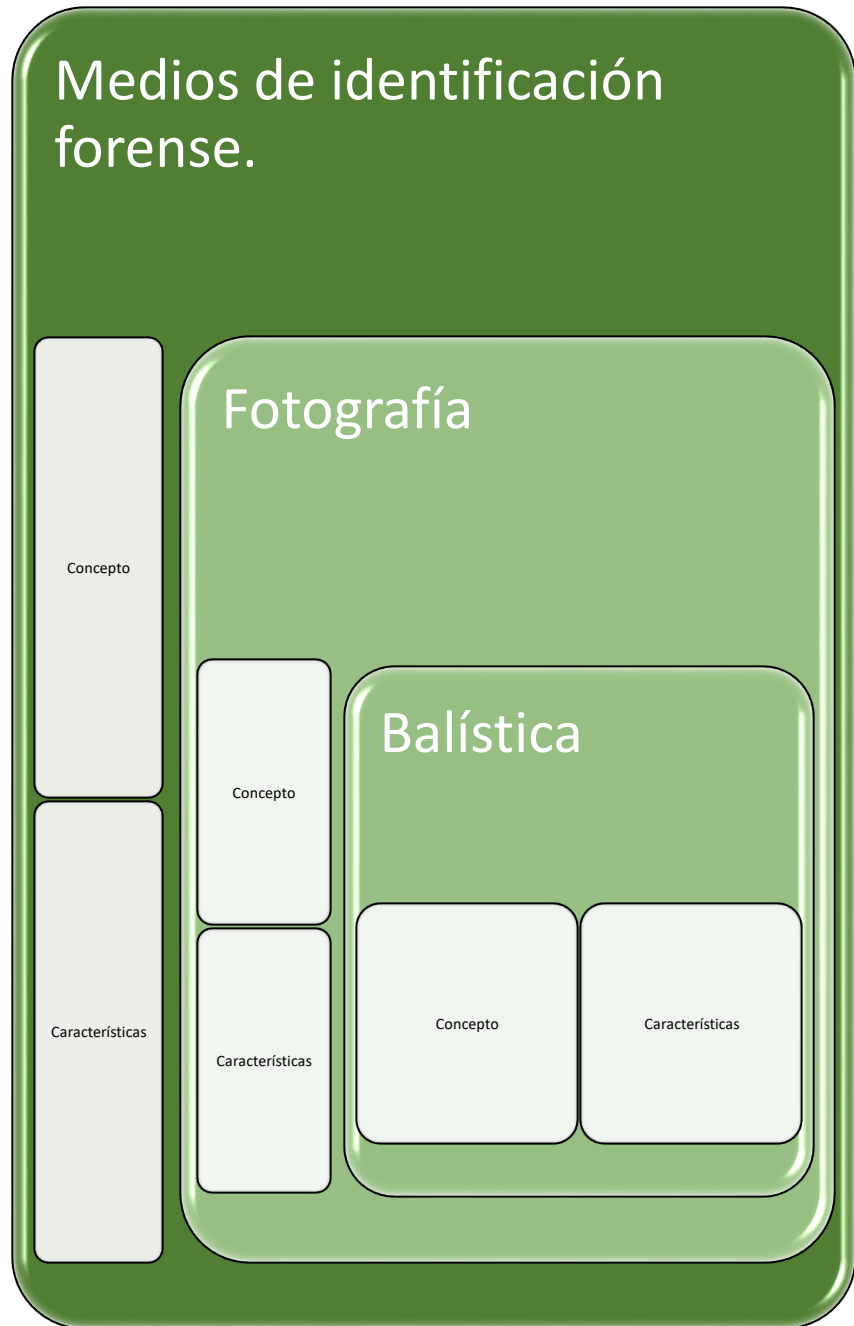 Medios de identificación
forense.
Concepto
Características
Fotografía
Concepto
Características
Balística
Concepto
Características